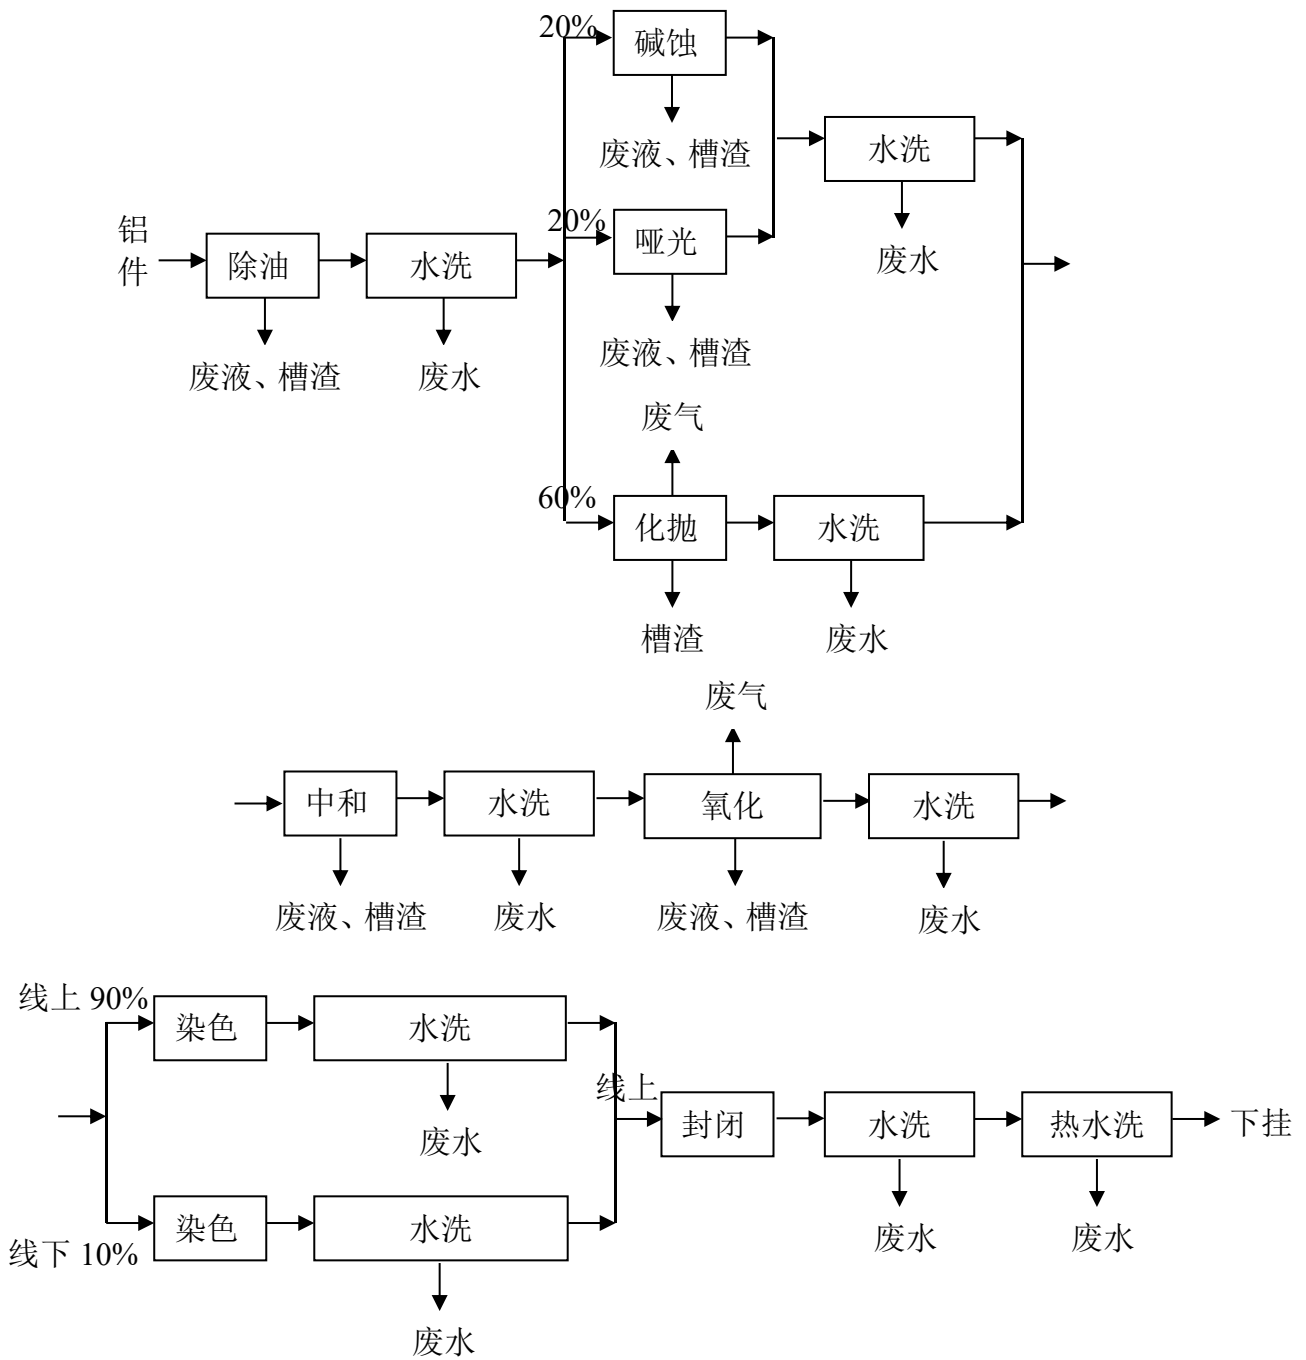 20%
碱蚀
废液、槽渣
水洗
废水
铝
件
除油
水洗
20%
哑光
废液、槽渣
废水
废液、槽渣
废气
60%
化抛
水洗
槽渣
废水
废气
中和
水洗
氧化
水洗
废液、槽渣
废水
废液、槽渣
废水
线上 90%
染色
水洗
废水
线上
封闭
水洗
热水洗
下挂
废水
废水
线下 10%
染色
水洗
废水